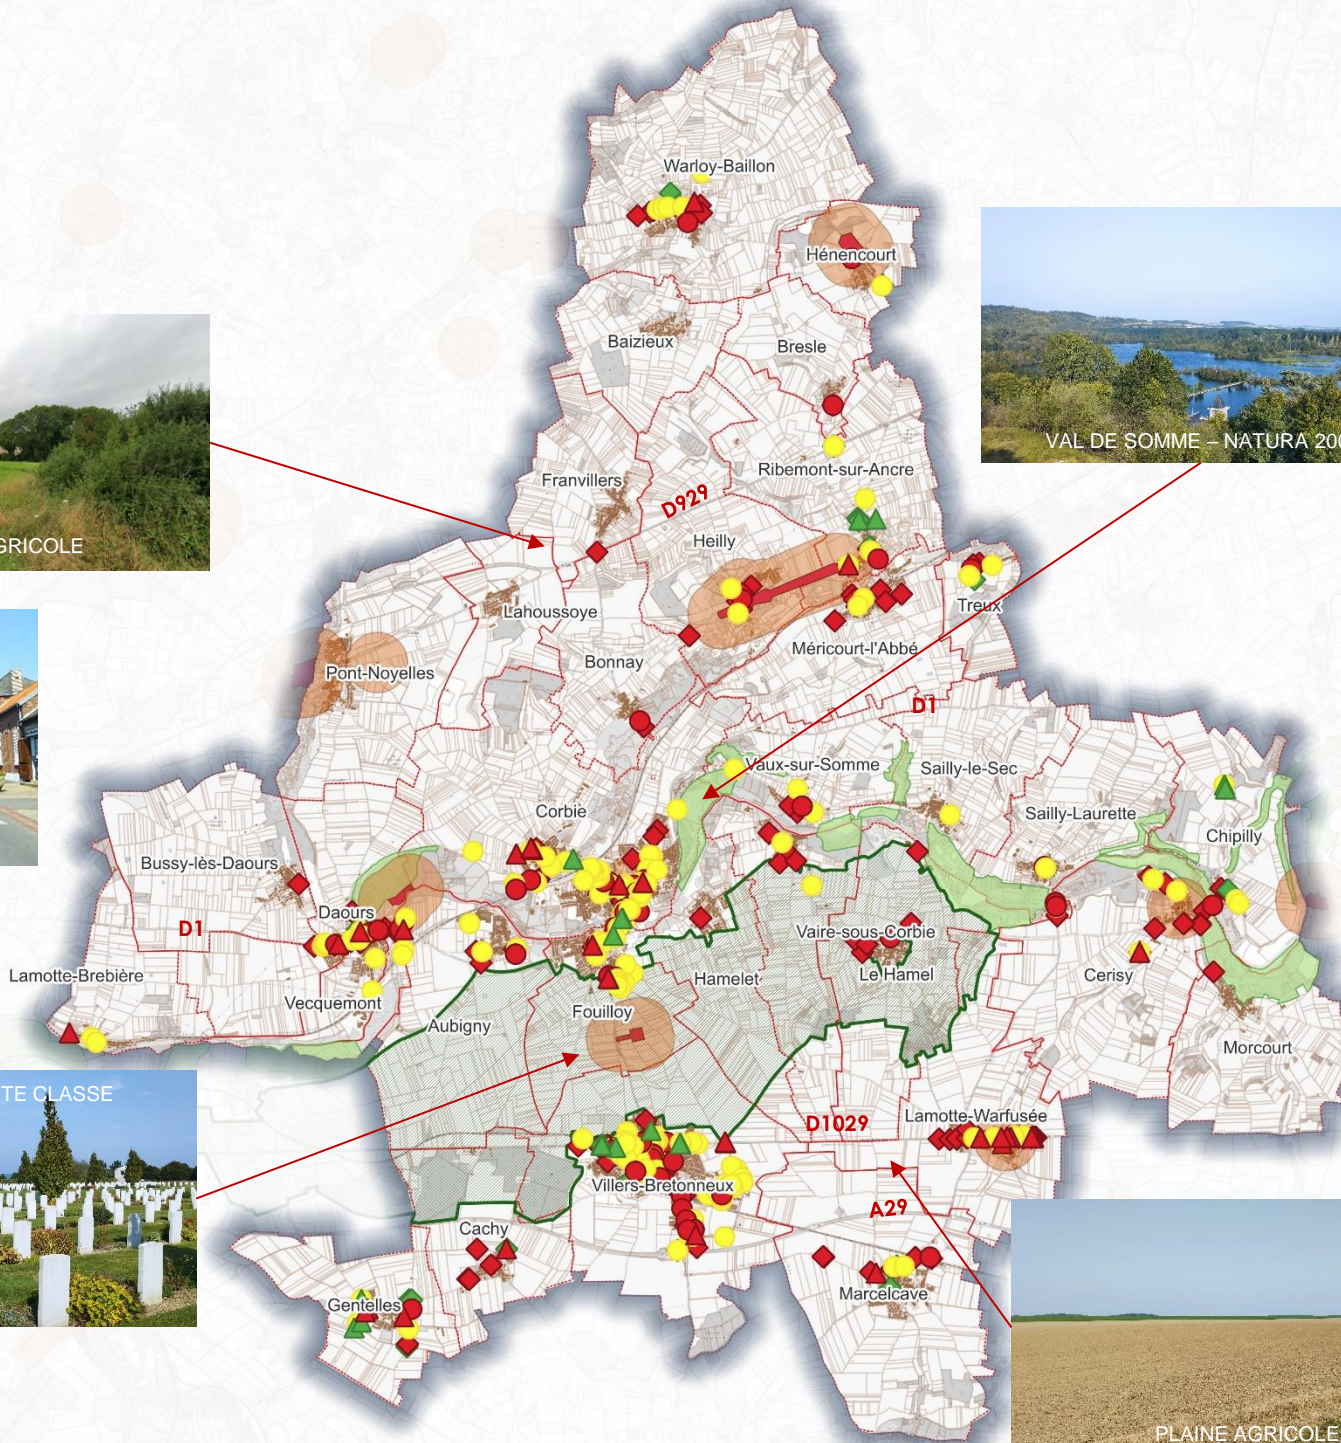 Warloy-Baillon
Hénencourt
Baizieux
Bresle
VAL DE SOMME – NATURA 200
Franvillers
Ribemont-sur-Ancre
D929
Heilly
GRICOLE
Lahoussoye
Treux
Méricourt-l'Abbé
Bonnay
Pont-Noyelles
D1
Vaux-sur-Somme
Sailly-le-Sec
Corbie
Sailly-Laurette
Chipilly
Bussy-lès-Daours
Daours
D1
Vaire-sous-Corbie
Lamotte-Brebière
Le Hamel
Hamelet
Cerisy
Vecquemont
Fouilloy
Aubigny
Morcourt
TE CLASSE
Lamotte-Warfusée
D1029
Villers-Bretonneux
A29
Cachy
Marcelcave
Gentelles
PLAINE AGRICOLE